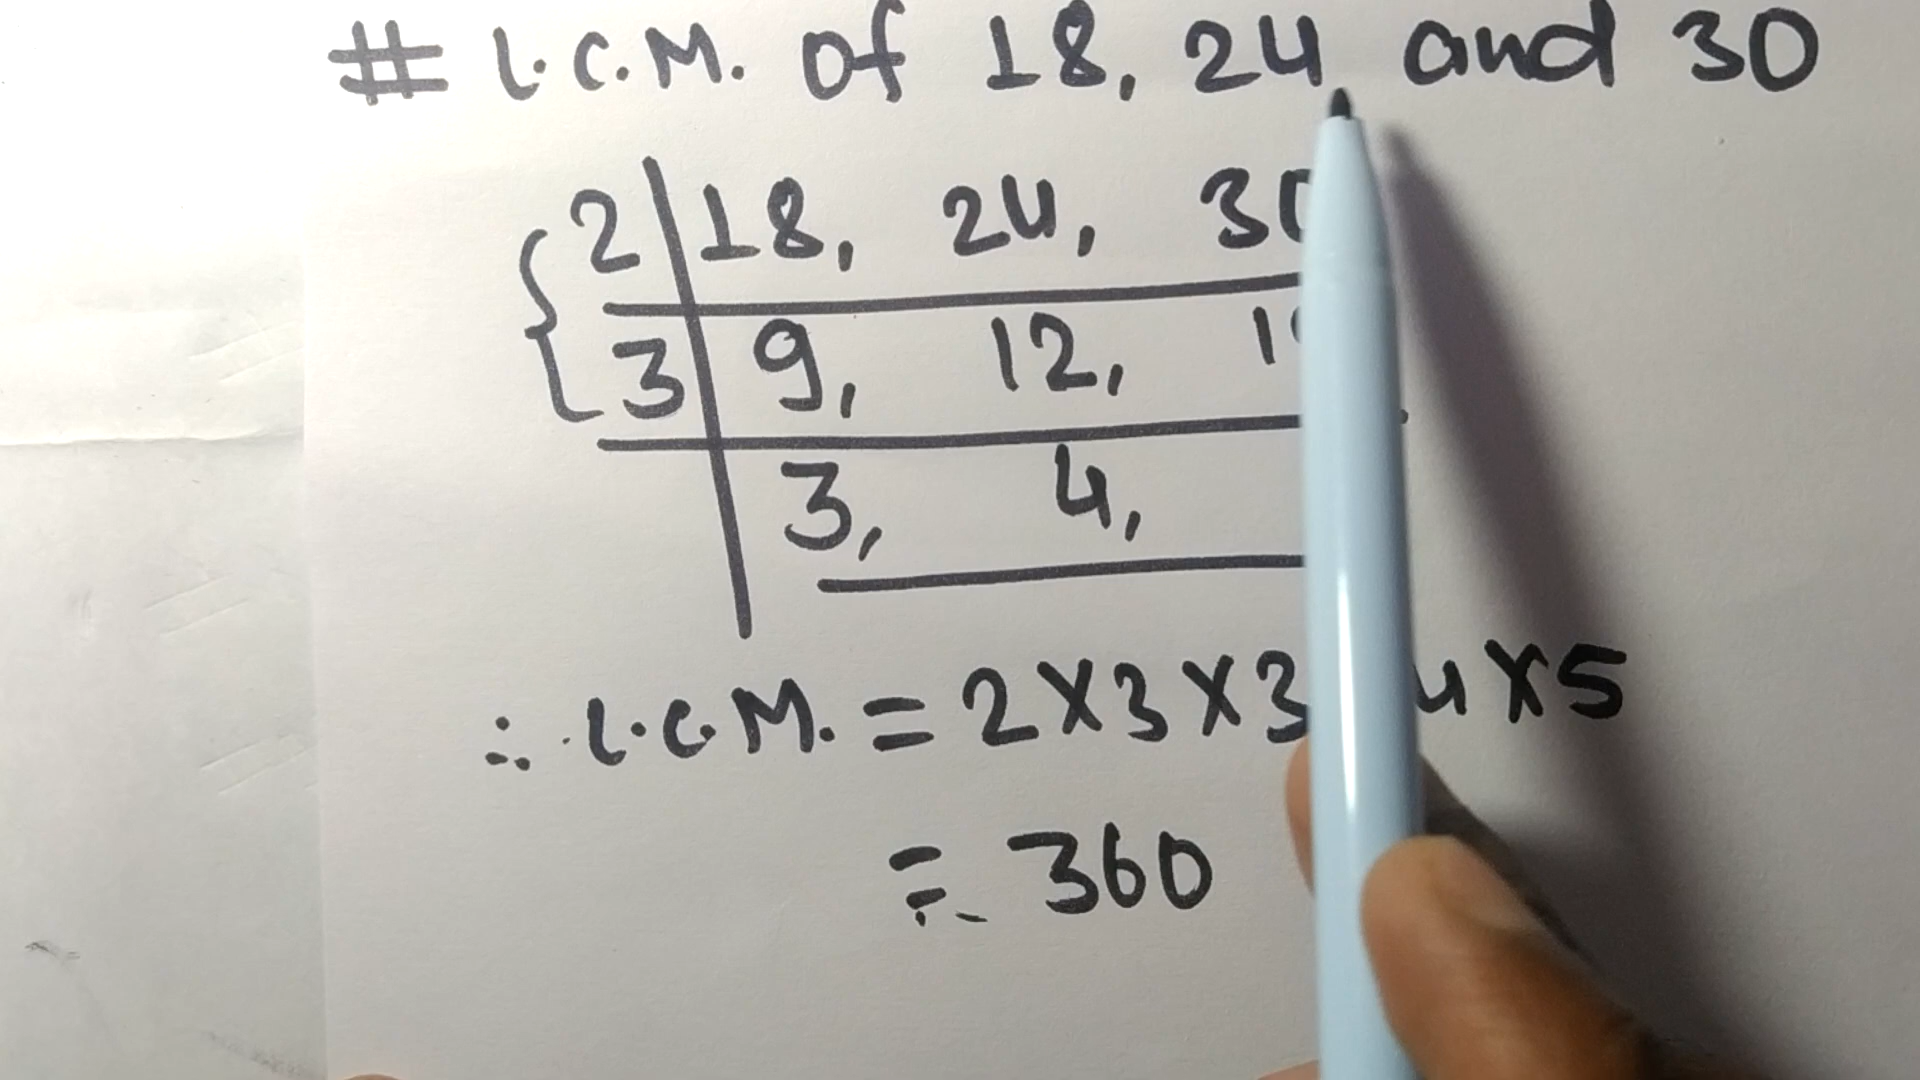 # L.C.M. of 18, 24, and 30
2 18, 24, 30
3 9, 12, 1
3, 4,
∴ L.C.M. = 2×3×3 4×5
= 360